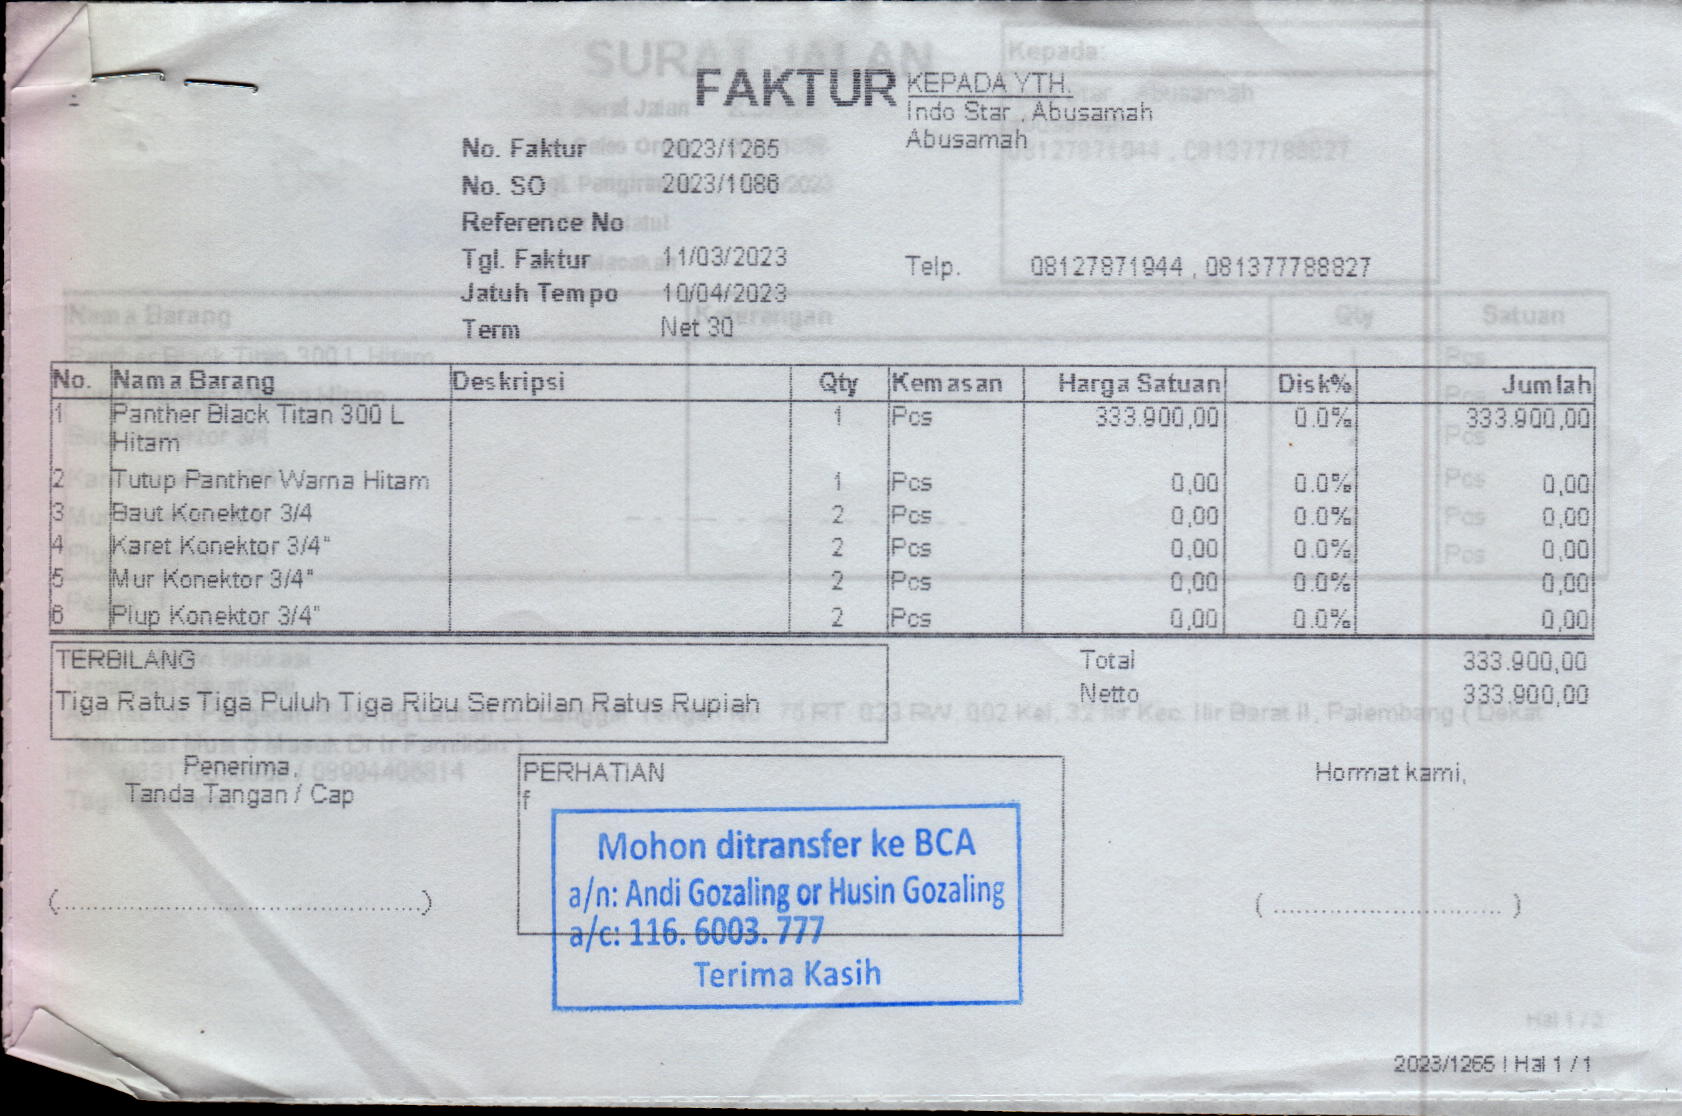 FAKTUR
KEPADA YTH.
Indo Star , Abusamah
Abusamah
No. Faktur 2023/1265
No. SO 2023/1086
Reference No
Tgl. Faktur 11/03/2023
Telp. 08127871944 , 081377788827
Jatuh Tempo 10/04/2023
Term Net 30
No. Nama Barang Deskripsi Qty Kemasan Harga Satuan Disk% Jumlah
1 Panther Black Titan 300 L 1 Pcs 333.900,00 0.0% 333.900,00
Hitam
2 Tutup Panther Warna Hitam 1 Pcs 0,00 0.0% 0,00
3 Baut Konektor 3/4 2 Pcs 0,00 0.0% 0,00
4 Karet Konektor 3/4" 2 Pcs 0,00 0.0% 0,00
5 Mur Konektor 3/4" 2 Pcs 0,00 0.0% 0,00
6 Plup Konektor 3/4" 2 Pcs 0,00 0.0% 0,00
TERBILANG
Tiga Ratus Tiga Puluh Tiga Ribu Sembilan Ratus Rupiah
Total 333.900,00
Netto 333.900,00
Penerima,
Tanda Tangan / Cap
PERHATIAN
f
Hormat kami,
Mohon ditransfer ke BCA
a/n: Andi Gozaling or Husin Gozaling
a/c: 116. 6003. 777
Terima Kasih
(..............................................)
( ............................. )
2023/1265 | Hal 1 / 1